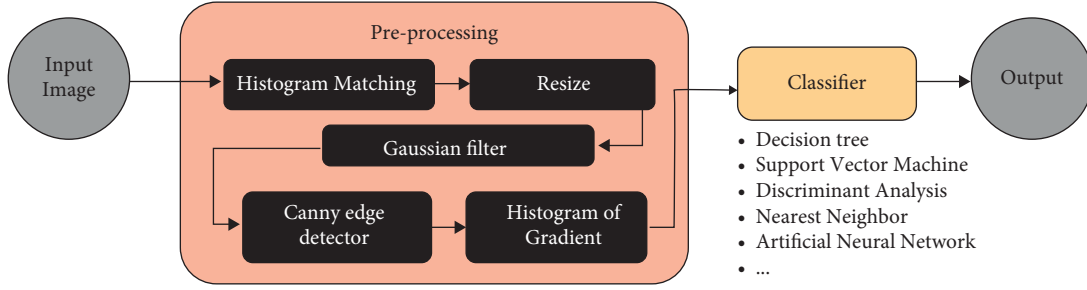 Input
Image
Pre-processing
Histogram Matching
Resize
Gaussian filter
Canny edge
detector
Histogram of
Gradient
Classifier
• Decision tree
• Support Vector Machine
• Discriminant Analysis
• Nearest Neighbor
• Artificial Neural Network
• ...
Output